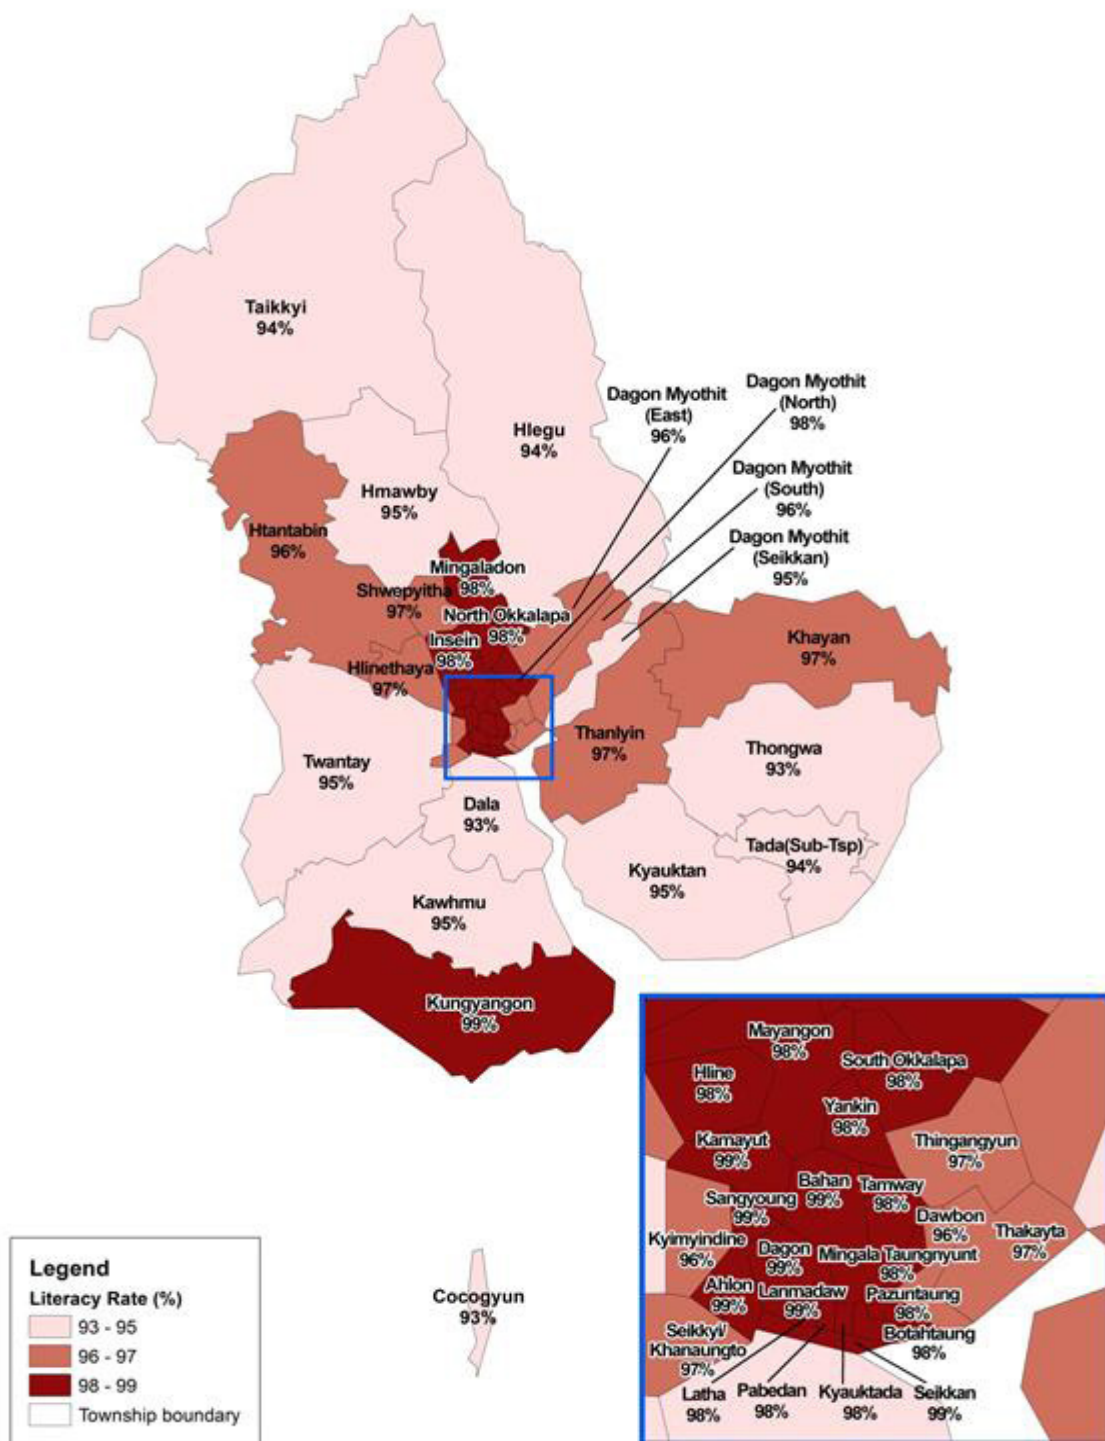 Taikkyi
94%
Hlegu
94%
Dagon Myothit
(East)
96%
Dagon Myothit
(North)
98%
Dagon Myothit
(South)
96%
Dagon Myothit
(Seikkan)
95%
Hmawby
95%
Htantabin
96%
Mingaladon
98%
Shwepyitha
97%
North Okkalapa
98%
Insein
98%
Hlinethaya
97%
Khayan
97%
Thanlyin
97%
Thongwa
93%
Twantay
95%
Dala
93%
Tada(Sub-Tsp)
94%
Kyauktan
95%
Kawhmu
95%
Kungyangon
99%
Cocogyun
93%
Mayangon
98%
South Okkalapa
98%
Hline
98%
Yankin
98%
Kamayut
99%
Thingangyun
97%
Bahan
99%
Tamway
98%
Sangyoung
99%
Dawbon
96%
Thakayta
97%
Kyimyindine
96%
Dagon
99%
Mingala Taungnyunt
98%
Ahlon
99%
Lanmadaw
99%
Pazuntaung
98%
Seikkyi/
Khanaungto
97%
Botahtaung
98%
Latha
98%
Pabedan
98%
Kyauktada
98%
Seikkan
99%
Legend
Literacy Rate (%)
93 - 95
96 - 97
98 - 99
Township boundary